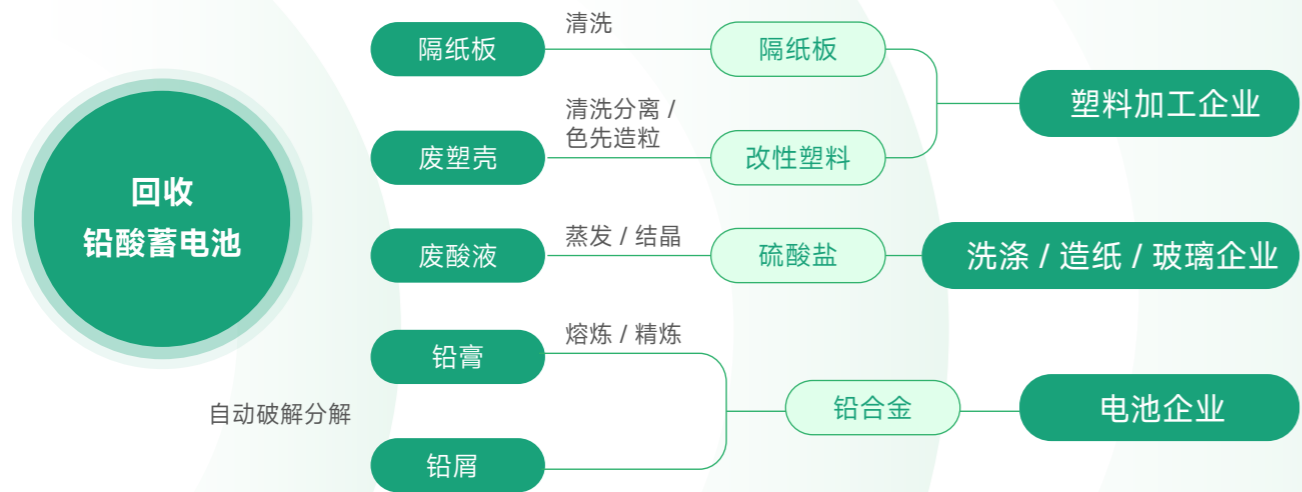 回收
铅酸蓄电池
自动破解分解
隔纸板
清洗
隔纸板
废塑壳
清洗分离 /
色先造粒
改性塑料
塑料加工企业
废酸液
蒸发 / 结晶
硫酸盐
洗涤 / 造纸 / 玻璃企业
铅膏
熔炼 / 精炼
铅屑
铅合金
电池企业